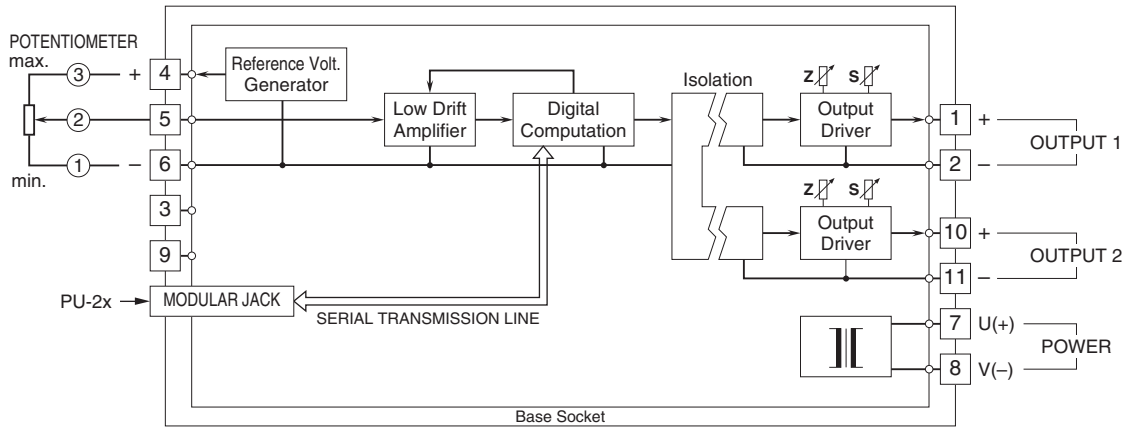 POTENTIOMETER
max.
3
+
4
Reference Volt.
Generator
2
5
Low Drift
Amplifier
Digital
Computation
Isolation
Z
S
Output
Driver
1
+
OUTPUT 1
2
–
1
–
6
min.
3
9
Z
S
Output
Driver
10
+
OUTPUT 2
11
–
PU-2x
MODULAR JACK
SERIAL TRANSMISSION LINE
7
U(+)
POWER
8
V(–)
Base Socket